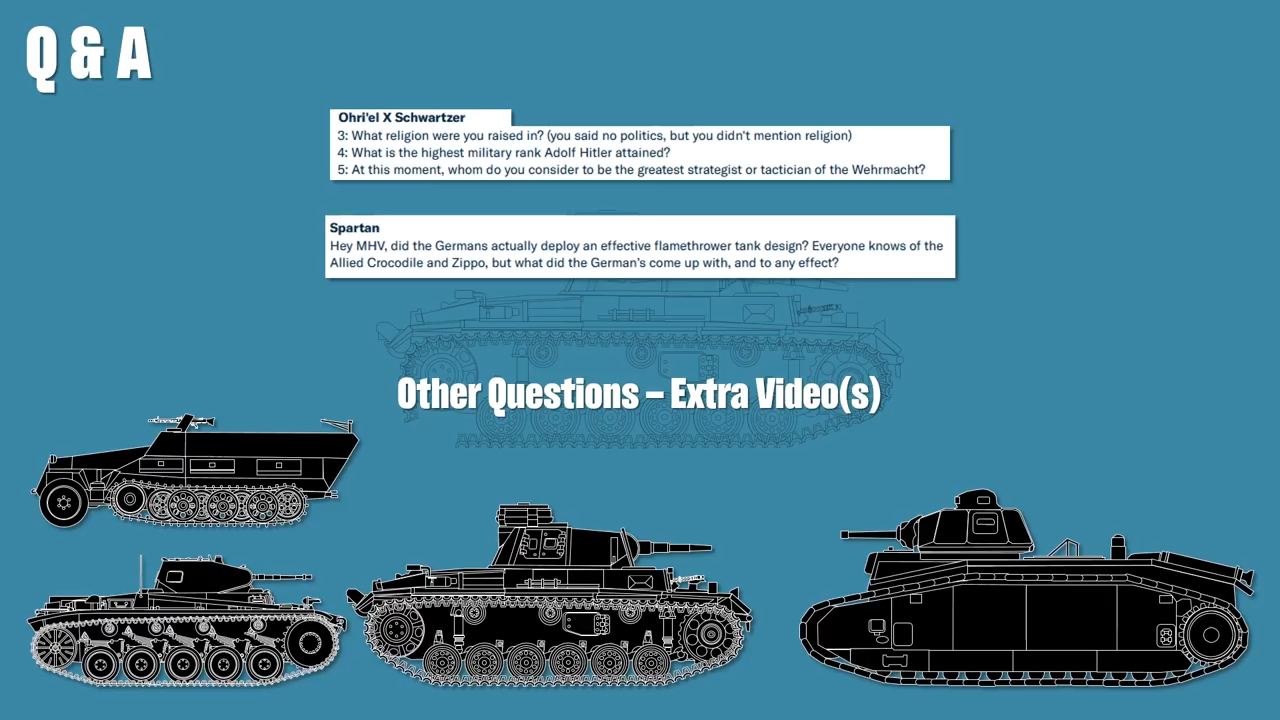 Q & A
Ohri'el X Schwartzer
3: What religion were you raised in? (you said no politics, but you didn't mention religion)
4: What is the highest military rank Adolf Hitler attained?
5: At this moment, whom do you consider to be the greatest strategist or tactician of the Wehrmacht?
Spartan
Hey MHV, did the Germans actually deploy an effective flamethrower tank design? Everyone knows of the
Allied Crocodile and Zippo, but what did the German's come up with, and to any effect?
Other Questions – Extra Video(s)